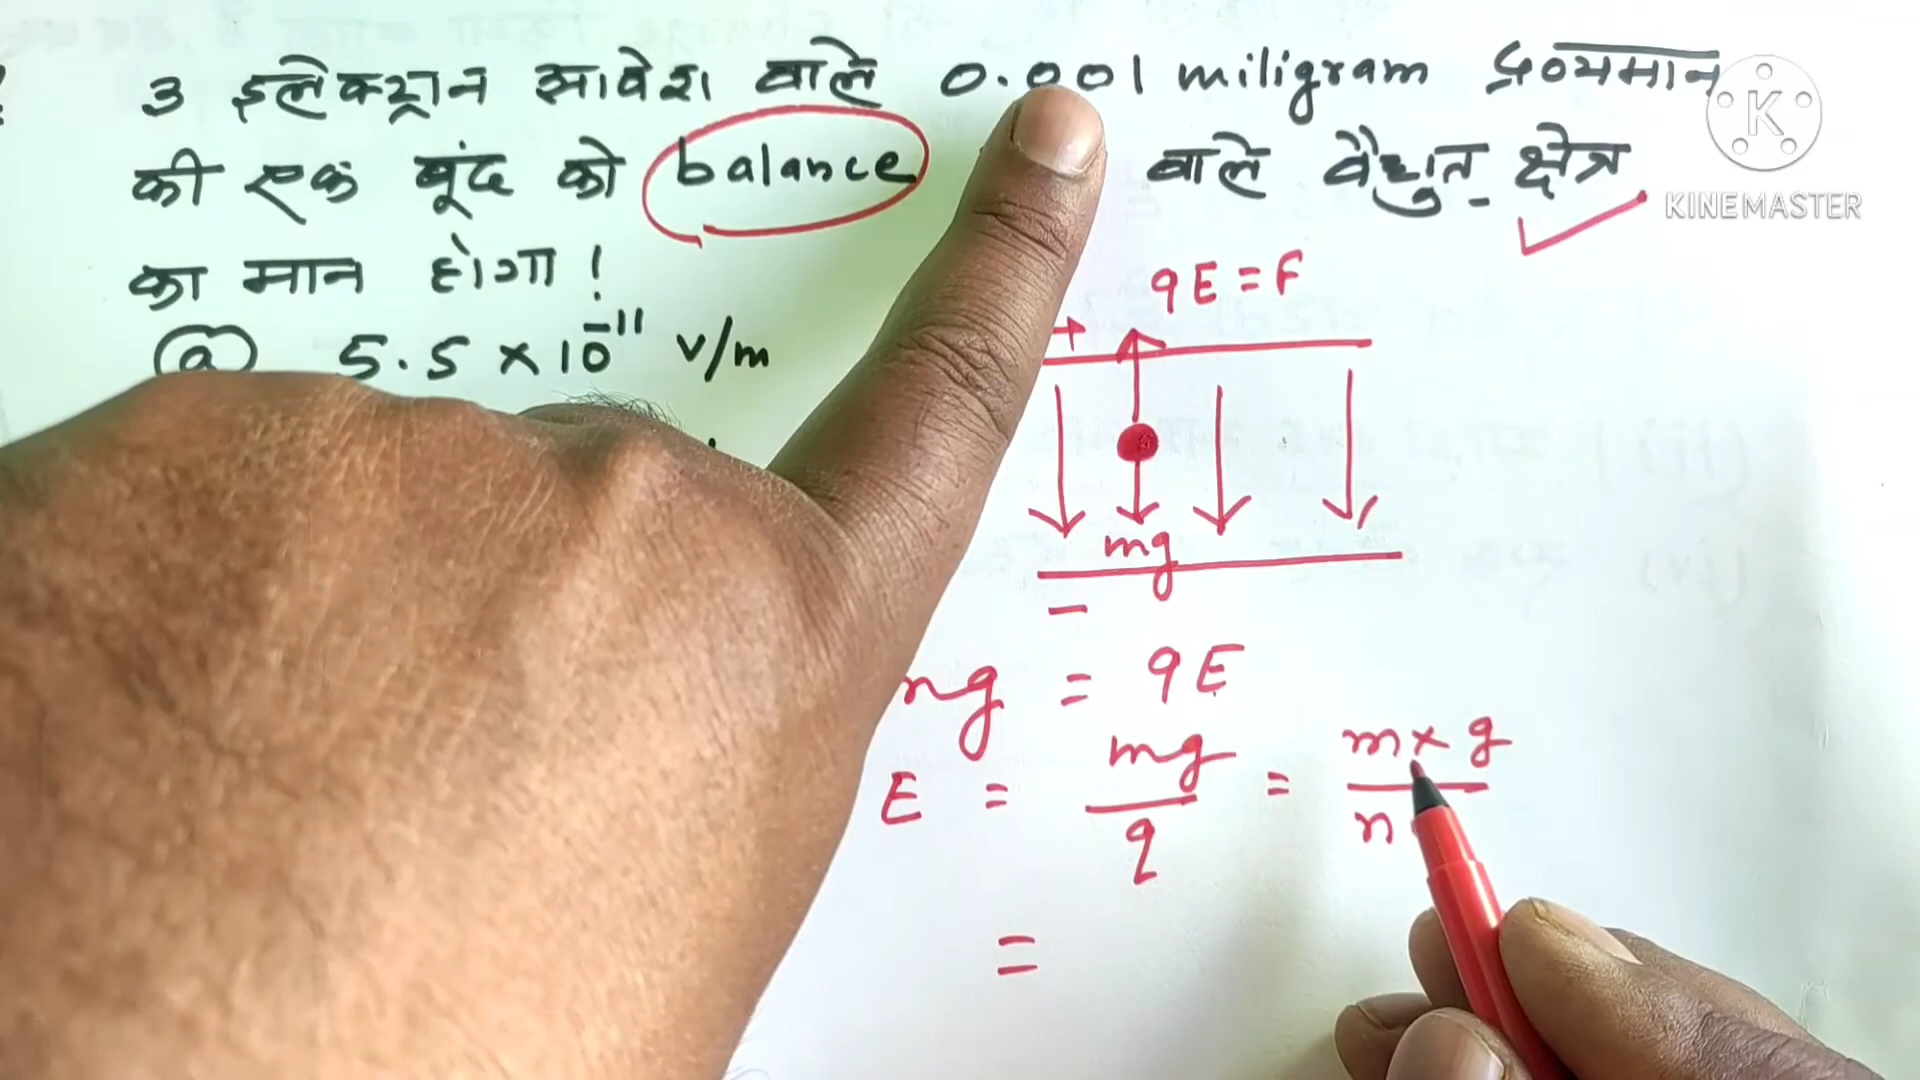 3 इलेक्ट्रान आवेश वाले 0.001 miligram द्रव्यमान
की एक बूंद को balance वाले वैद्युत क्षेत्र
का मान होगा !
(a) 5.5 × 10⁻¹¹ v/m
qE = F
mg
−
mg = qE
E = mg/q = m × g/n
=
K
KINEMASTER